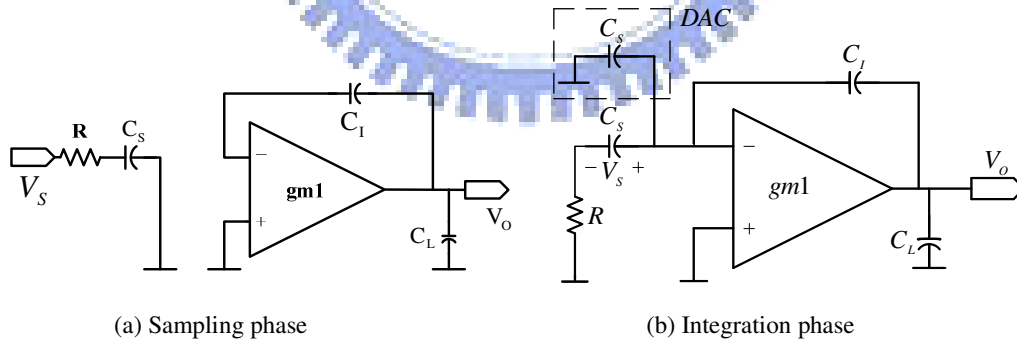 DAC
C_S
C_I
C_I
R
C_S
C_S
−
−
V_S
− V_S +
gm1
gm1
V_O
V_O
+
R
+
C_L
C_L
(a) Sampling phase
(b) Integration phase